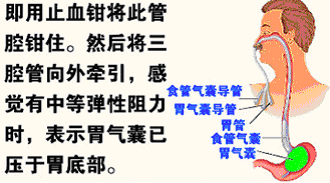 即用止血钳将此管
腔钳住。然后将三
腔管向外牵引，感
觉有中等弹性阻力
时，表示胃气囊已
压于胃底部。
食管气囊导管
胃气囊导管
胃管
食管气囊
胃气囊